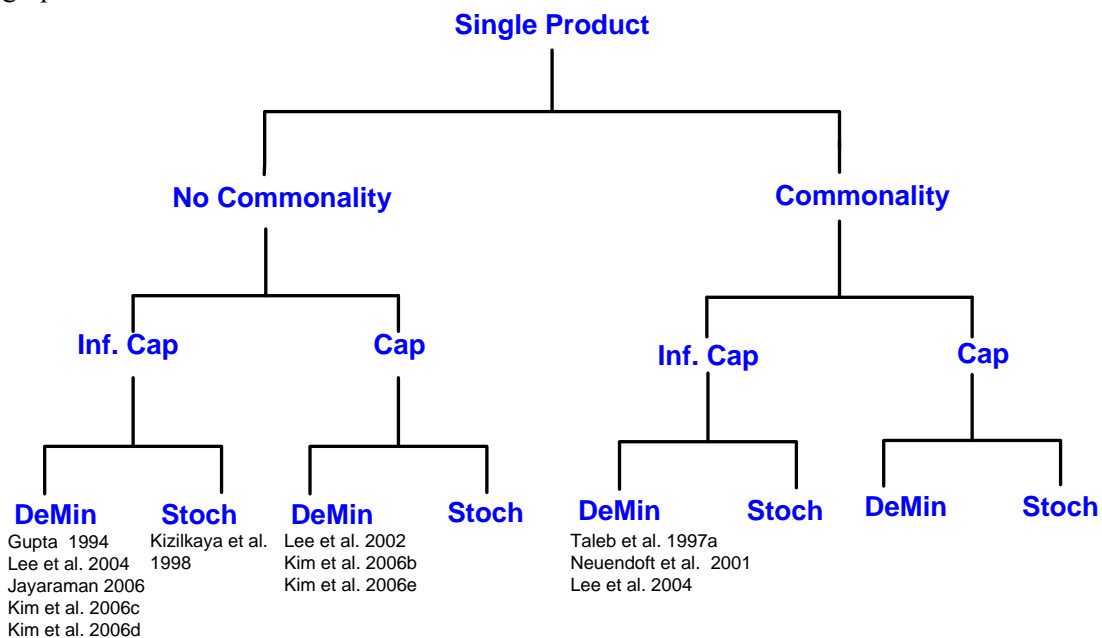 Single Product
No Commonality
Commonality
Inf. Cap
Cap
Inf. Cap
Cap
DeMin
Gupta 1994
Lee et al. 2004
Jayaraman 2006
Kim et al. 2006c
Kim et al. 2006d
Stoch
Kizilkaya et al.
1998
DeMin
Lee et al. 2002
Kim et al. 2006b
Kim et al. 2006e
Stoch
DeMin
Taleb et al. 1997a
Neuendoft et al. 2001
Lee et al. 2004
Stoch
DeMin
Stoch